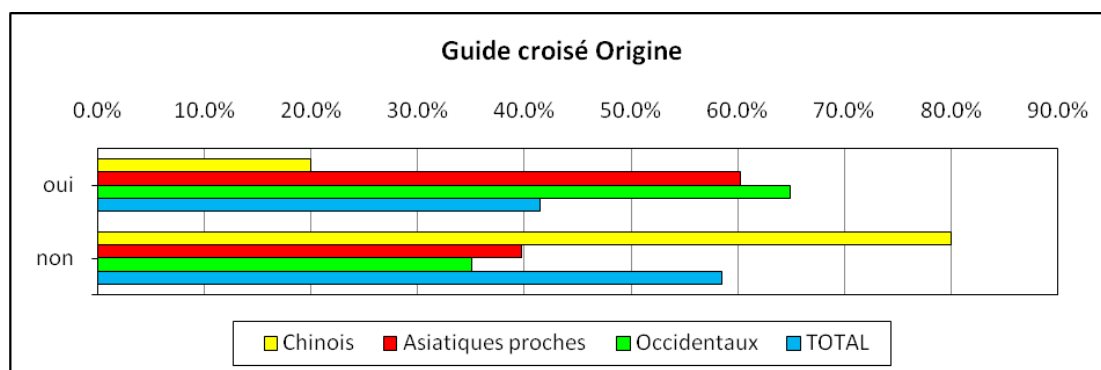 Guide croisé Origine
0.0% 10.0% 20.0% 30.0% 40.0% 50.0% 60.0% 70.0% 80.0% 90.0%
oui
non
Chinois Asiatiques proches Occidentaux TOTAL